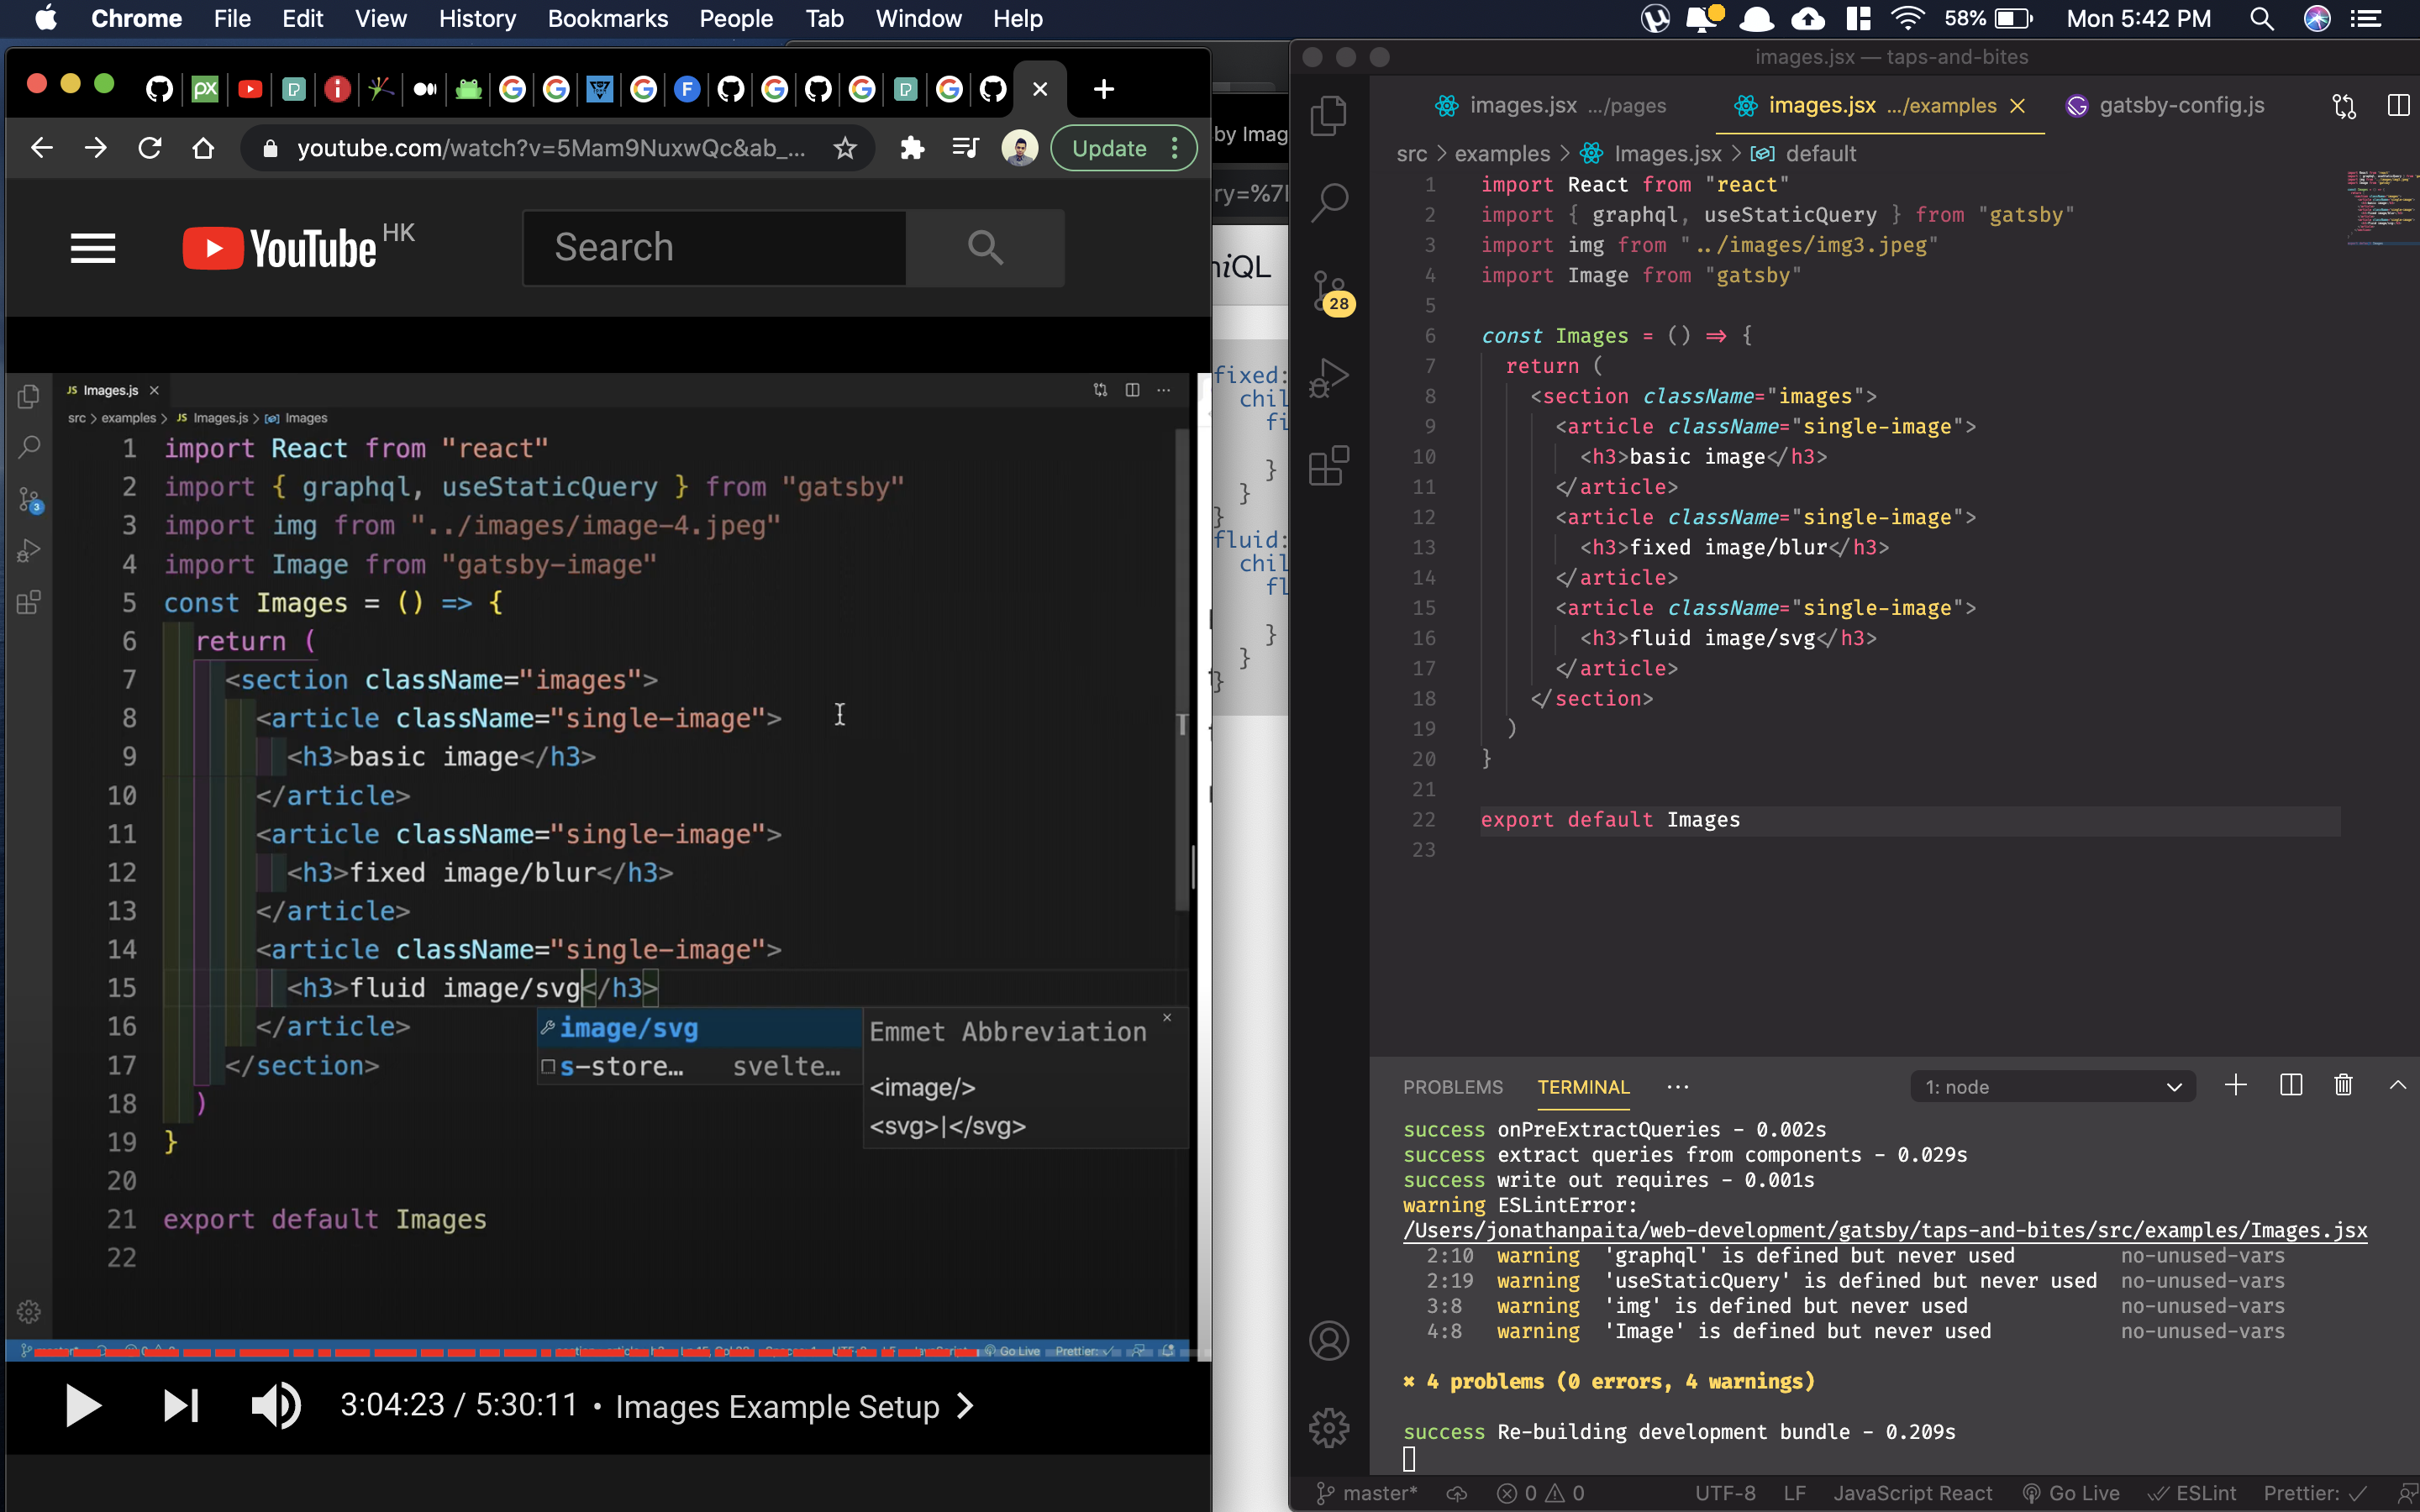 Chrome File Edit View History Bookmarks People Tab Window Help
58% Mon 5:42 PM
youtube.com/watch?v=5Mam9NuxwQc&ab_...
Update
YouTube HK
Search
JS Images.js
src > examples > JS Images.js > Images
1 import React from "react"
2 import { graphql, useStaticQuery } from "gatsby"
3 import img from "../images/image-4.jpeg"
4 import Image from "gatsby-image"
5 const Images = () => {
6 return (
7 <section className="images">
8 <article className="single-image">
9 <h3>basic image</h3>
10 </article>
11 <article className="single-image">
12 <h3>fixed image/blur</h3>
13 </article>
14 <article className="single-image">
15 <h3>fluid image/svg</h3>
16 </article>
17 </section>
18 )
19 }
20
21 export default Images
22
image/svg
s-store… svelte…
Emmet Abbreviation
<image/>
<svg>|</svg>
Go Live Prettier: ✓
3:04:23 / 5:30:11 • Images Example Setup >
by Imag
ry=%7
iQL
fixed:
chil
fi
}
}
}
fluid:
chil
fl
}
}
}
images.jsx — taps-and-bites
images.jsx .../pages
images.jsx .../examples
gatsby-config.js
src > examples > Images.jsx > default
28
1 import React from "react"
2 import { graphql, useStaticQuery } from "gatsby"
3 import img from "../images/img3.jpeg"
4 import Image from "gatsby"
5
6 const Images = () => {
7 return (
8 <section className="images">
9 <article className="single-image">
10 <h3>basic image</h3>
11 </article>
12 <article className="single-image">
13 <h3>fixed image/blur</h3>
14 </article>
15 <article className="single-image">
16 <h3>fluid image/svg</h3>
17 </article>
18 </section>
19 )
20 }
21
22 export default Images
23
PROBLEMS TERMINAL ··· 1: node
success onPreExtractQueries - 0.002s
success extract queries from components - 0.029s
success write out requires - 0.001s
warning ESLintError:
/Users/jonathanpaita/web-development/gatsby/taps-and-bites/src/examples/Images.jsx
2:10 warning 'graphql' is defined but never used no-unused-vars
2:19 warning 'useStaticQuery' is defined but never used no-unused-vars
3:8 warning 'img' is defined but never used no-unused-vars
4:8 warning 'Image' is defined but never used no-unused-vars
✖ 4 problems (0 errors, 4 warnings)
success Re-building development bundle - 0.209s
master* 0 0 UTF-8 LF JavaScript React Go Live ESLint Prettier: ✓